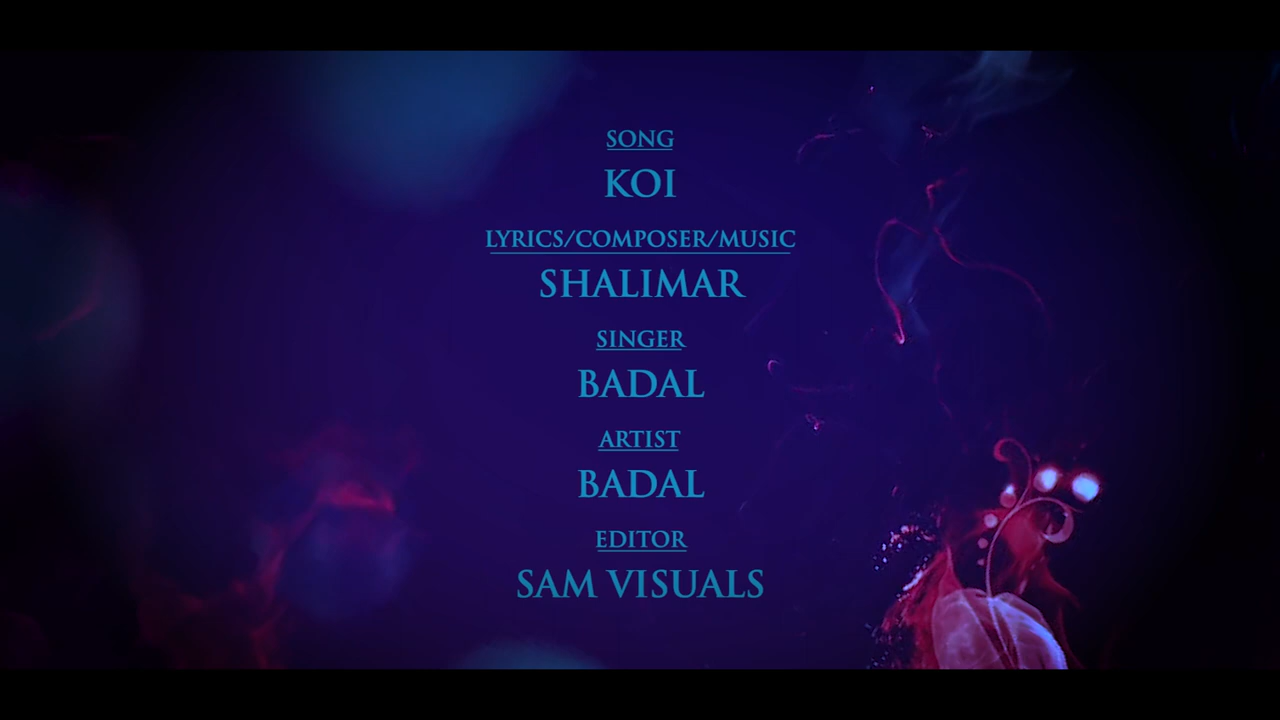 SONG
KOI
LYRICS/COMPOSER/MUSIC
SHALIMAR
SINGER
BADAL
ARTIST
BADAL
EDITOR
SAM VISUALS